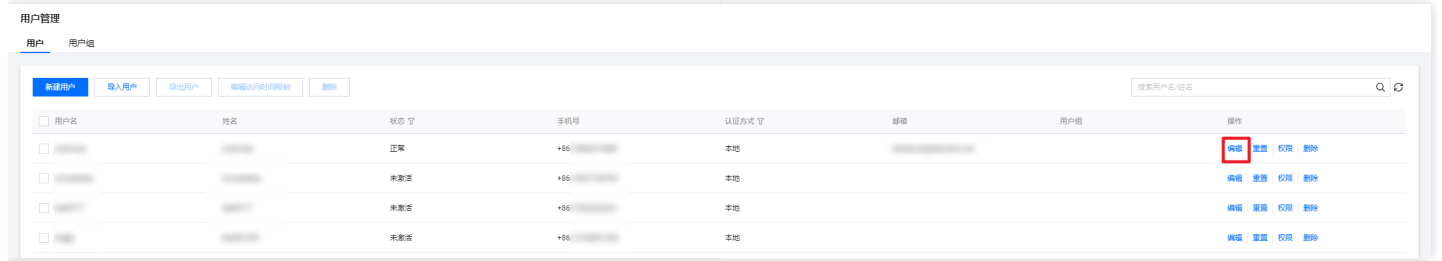 用户管理
用户 用户组
新建用户 导入用户 导出用户 编辑访问时间限制 删除 搜索用户名/姓名
用户名 姓名 状态 手机号 认证方式 邮箱 用户组 操作
正常 +86 本地 编辑 重置 权限 删除
未激活 +86 本地 编辑 重置 权限 删除
未激活 +86 本地 编辑 重置 权限 删除
未激活 +86 本地 编辑 重置 权限 删除